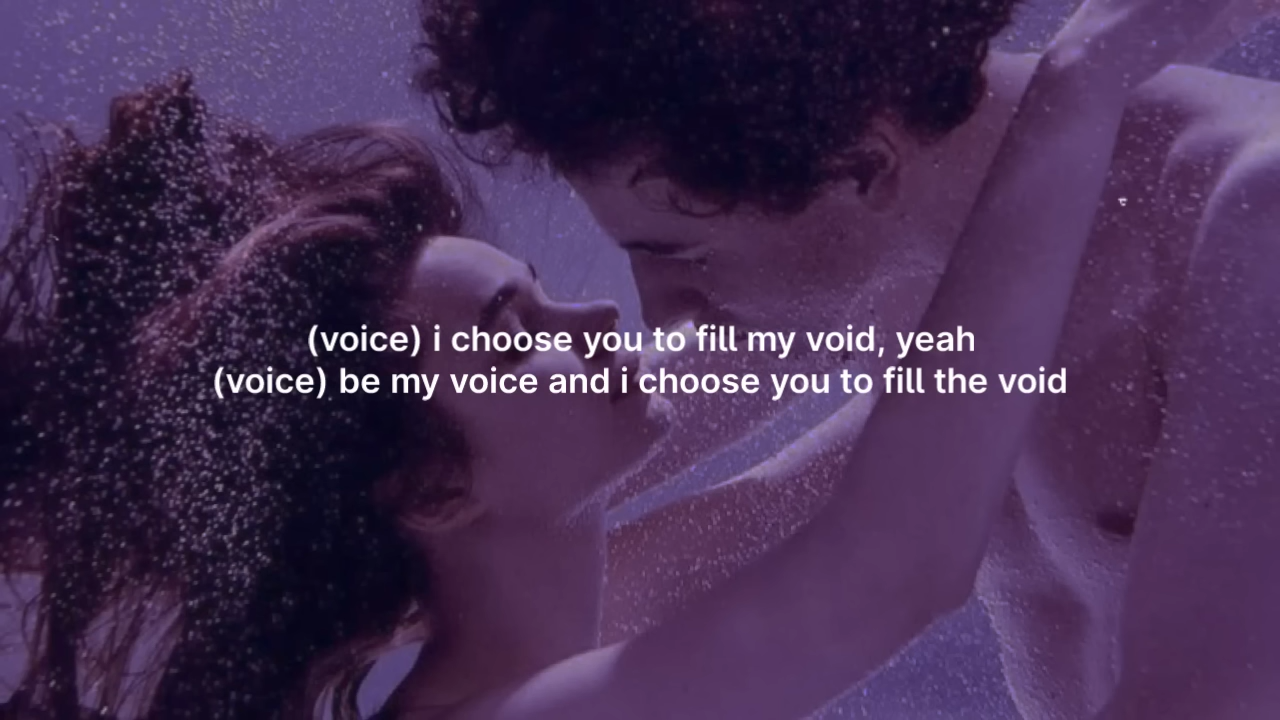 (voice) i choose you to fill my void, yeah
(voice) be my voice and i choose you to fill the void